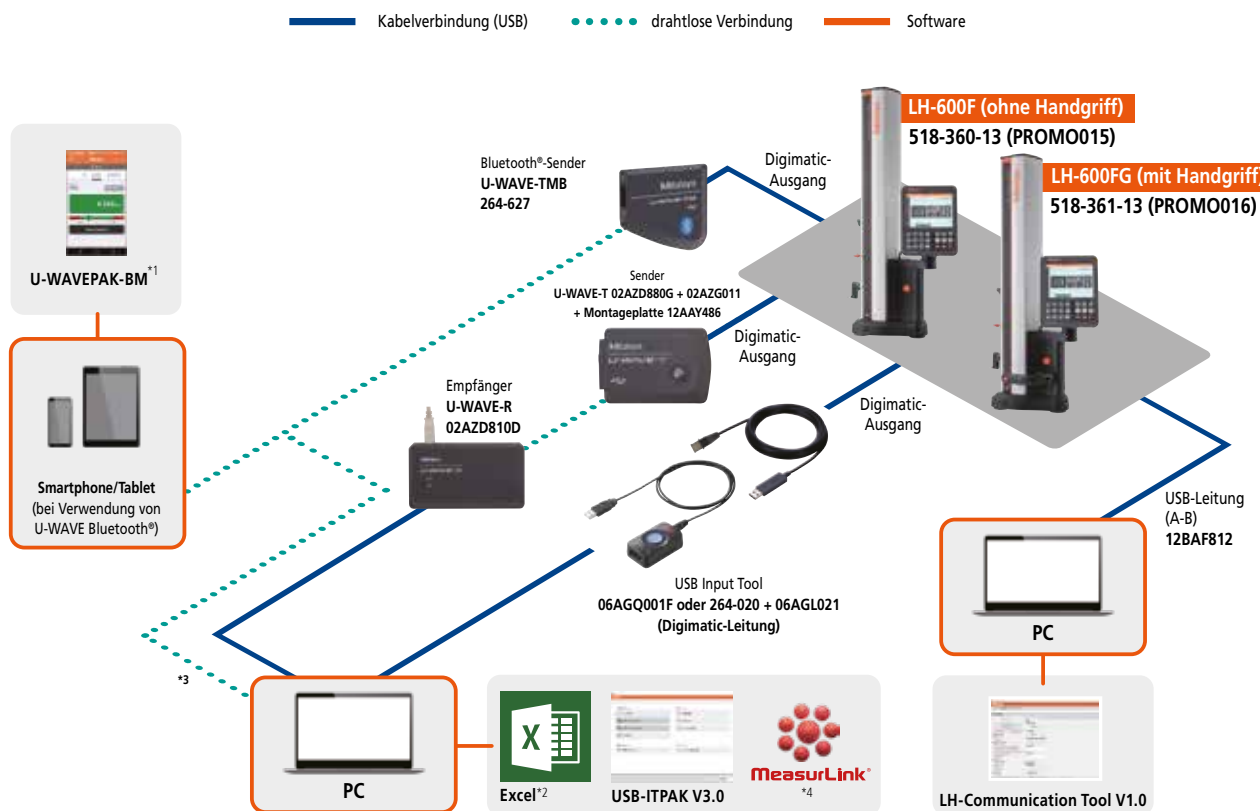 Kabelverbindung (USB)
drahtlose Verbindung
Software
LH-600F (ohne Handgriff)
518-360-13 (PROMO015)
LH-600FG (mit Handgriff)
518-361-13 (PROMO016)
Bluetooth®-Sender
U-WAVE-TMB
264-627
Digimatic-
Ausgang
Mitutoyo
U-WAVEPAK-BM*1
Sender
U-WAVE-T 02AZD880G + 02AZG011
+ Montageplatte 12AAY486
Digimatic-
Ausgang
Mitutoyo
Empfänger
U-WAVE-R
02AZD810D
Digimatic-
Ausgang
Smartphone/Tablet
(bei Verwendung von
U-WAVE Bluetooth®)
USB-Leitung
(A-B)
12BAF812
USB Input Tool
06AGQ001F oder 264-020 + 06AGL021
(Digimatic-Leitung)
PC
*3
PC
X
Excel*2
USB-ITPAK V3.0
MeasurLink®
*4
LH-Communication Tool V1.0